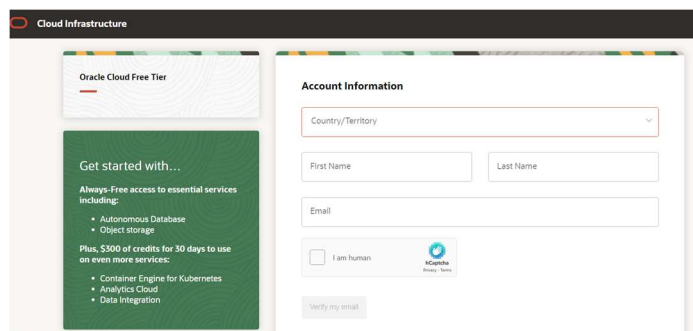 Cloud Infrastructure
Oracle Cloud Free Tier
Get started with...
Always-Free access to essential services
including:
• Autonomous Database
• Object storage
Plus, $300 of credits for 30 days to use
on even more services:
• Container Engine for Kubernetes
• Analytics Cloud
• Data Integration
Account Information
Country/Territory
First Name
Last Name
Email
I am human
hCaptcha
Privacy - Terms
Verify my email